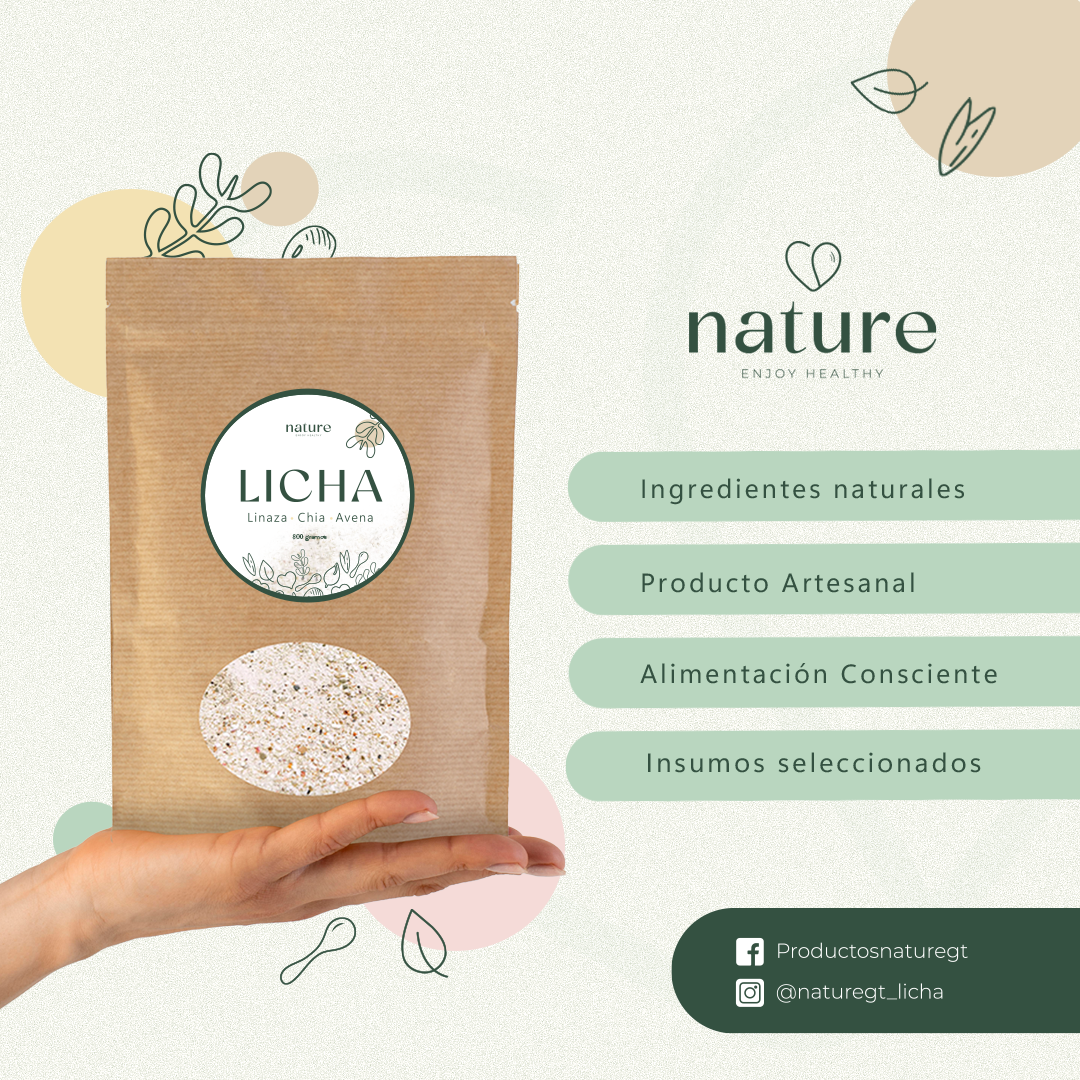 nature
ENJOY HEALTHY
nature
LICHA
Linaza · Chia · Avena
Ingredientes naturales
Producto Artesanal
Alimentación Consciente
Insumos seleccionados
Productosnaturegt
@naturegt_licha